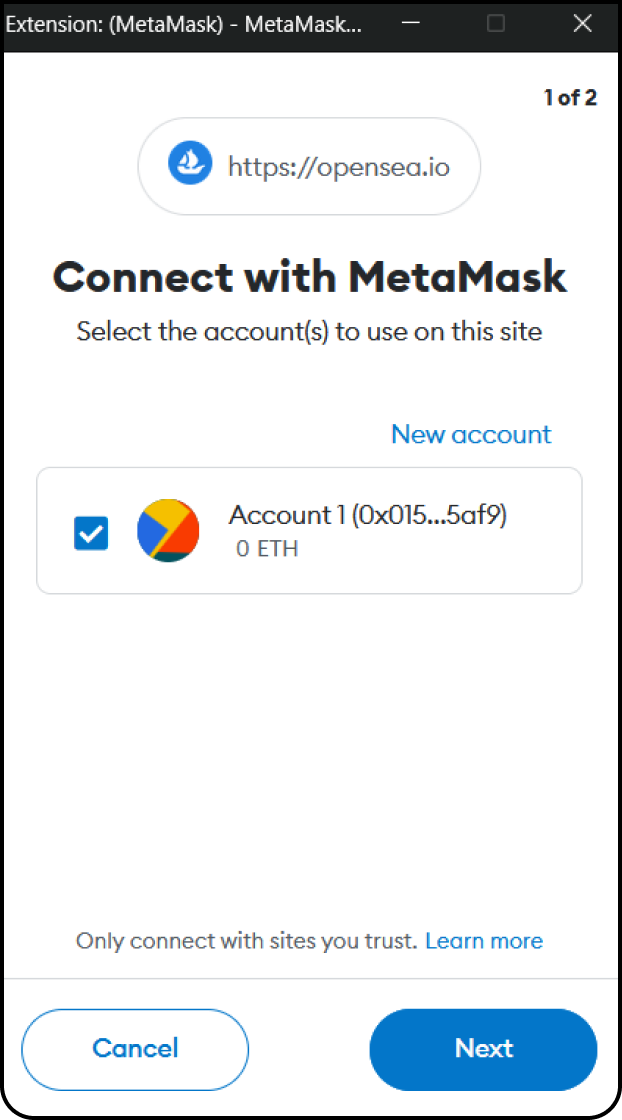 Extension: (MetaMask) - MetaMask...
1 of 2
https://opensea.io
Connect with MetaMask
Select the account(s) to use on this site
New account
Account 1 (0x015...5af9)
0 ETH
Only connect with sites you trust. Learn more
Cancel
Next